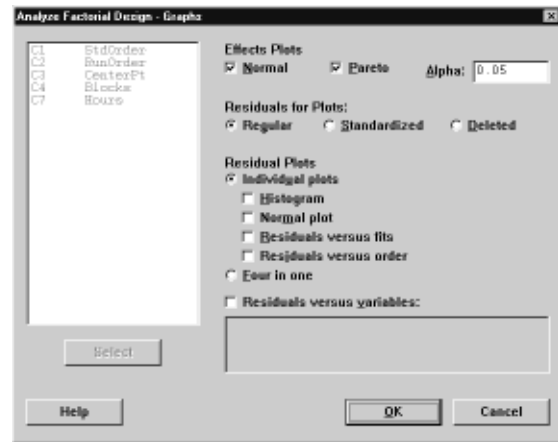 Analyze Factorial Design - Graphs
C1 StdOrder
C2 RunOrder
C3 CenterPt
C4 Blocks
C7 Hours
Effects Plots
Normal Pareto Alpha: 0.05
Residuals for Plots:
Regular Standardized Deleted
Residual Plots
Individual plots
Histogram
Normal plot
Residuals versus fits
Residuals versus order
Four in one
Residuals versus variables:
Select
Help OK Cancel